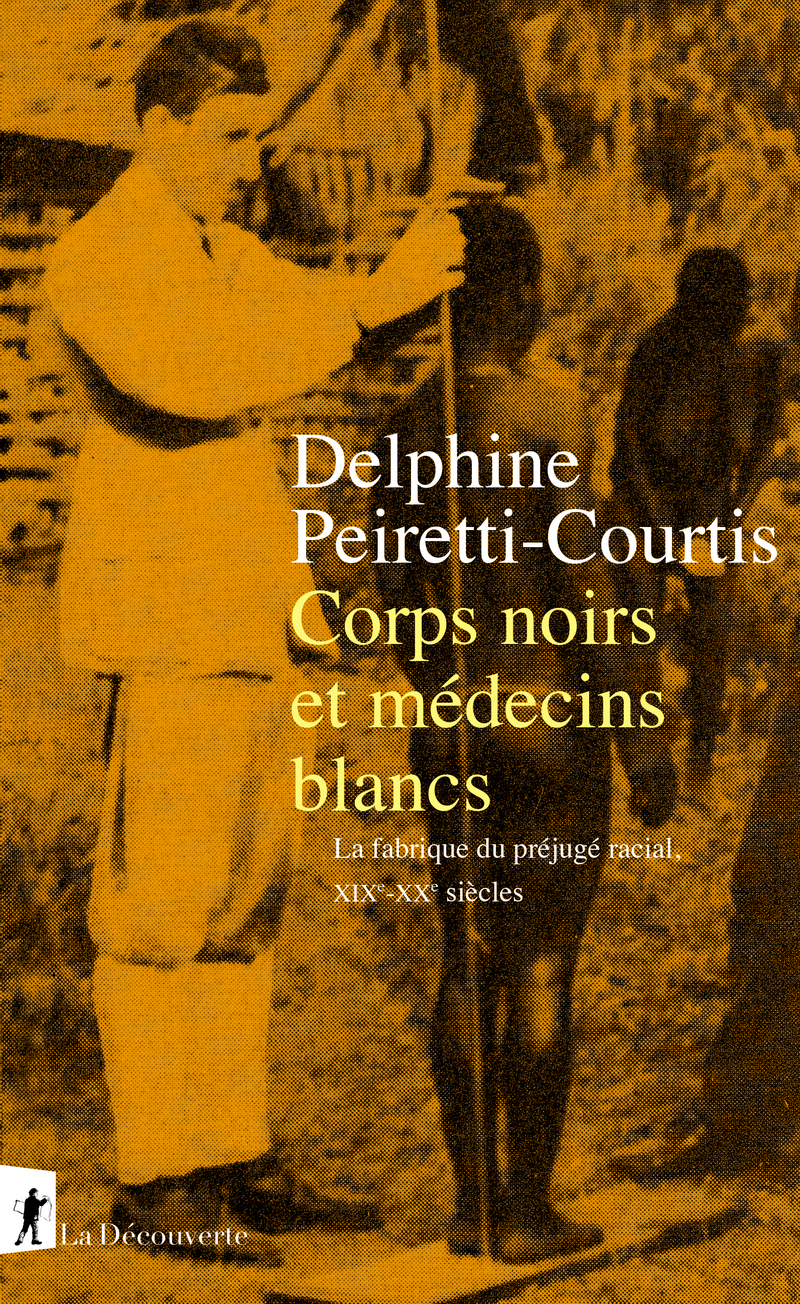 Delphine
Peiretti-Courtis
Corps noirs
et médecins
blancs
La fabrique du préjugé racial,
XIXe-XXe siècles
La Découverte